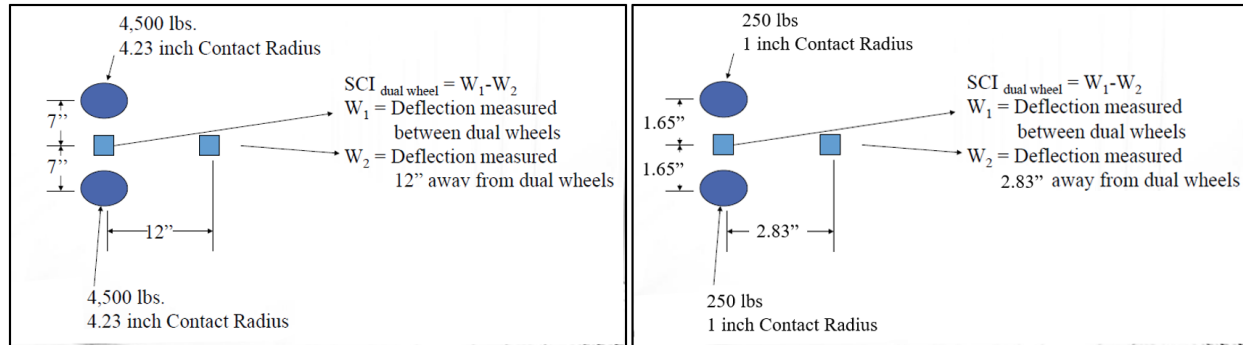 4,500 lbs.
4.23 inch Contact Radius
SCI dual wheel = W1-W2
W1 = Deflection measured
between dual wheels
W2 = Deflection measured
12” away from dual wheels
7”
7”
12”
4,500 lbs.
4.23 inch Contact Radius
250 lbs
1 inch Contact Radius
SCI dual wheel = W1-W2
W1 = Deflection measured
between dual wheels
W2 = Deflection measured
2.83” away from dual wheels
1.65”
1.65”
2.83”
250 lbs
1 inch Contact Radius